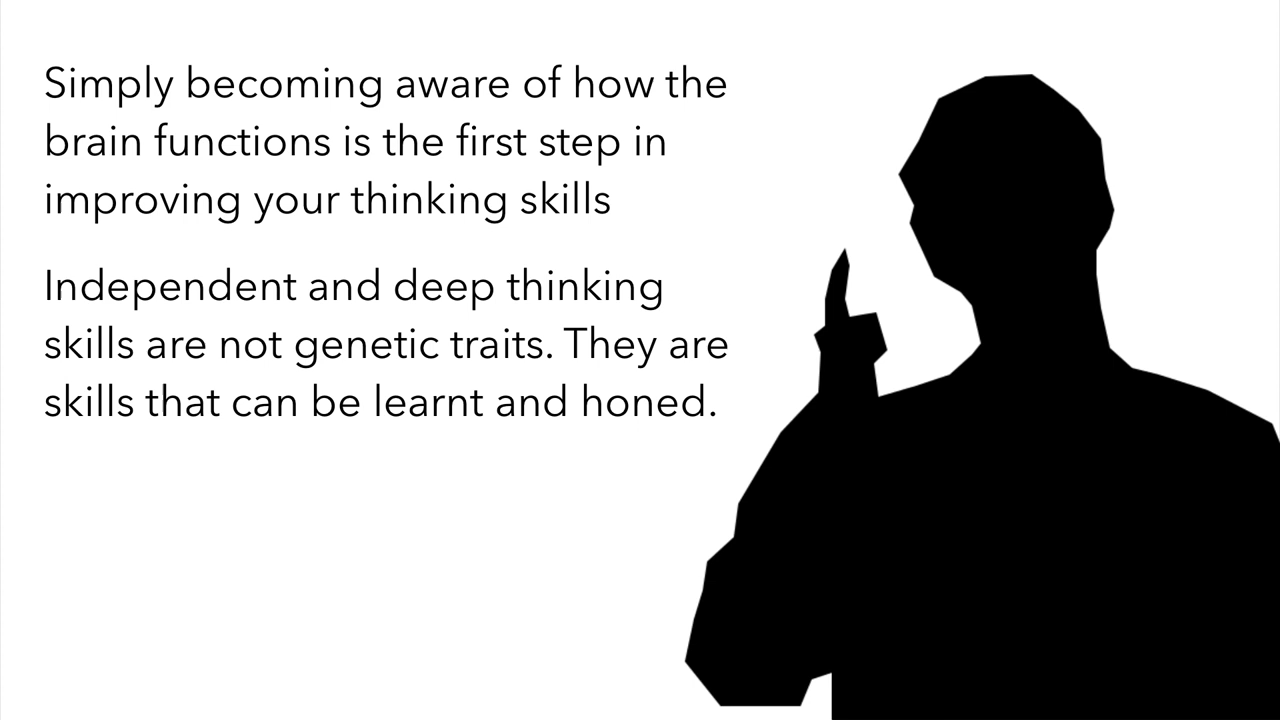 Simply becoming aware of how the
brain functions is the first step in
improving your thinking skills
Independent and deep thinking
skills are not genetic traits. They are
skills that can be learnt and honed.